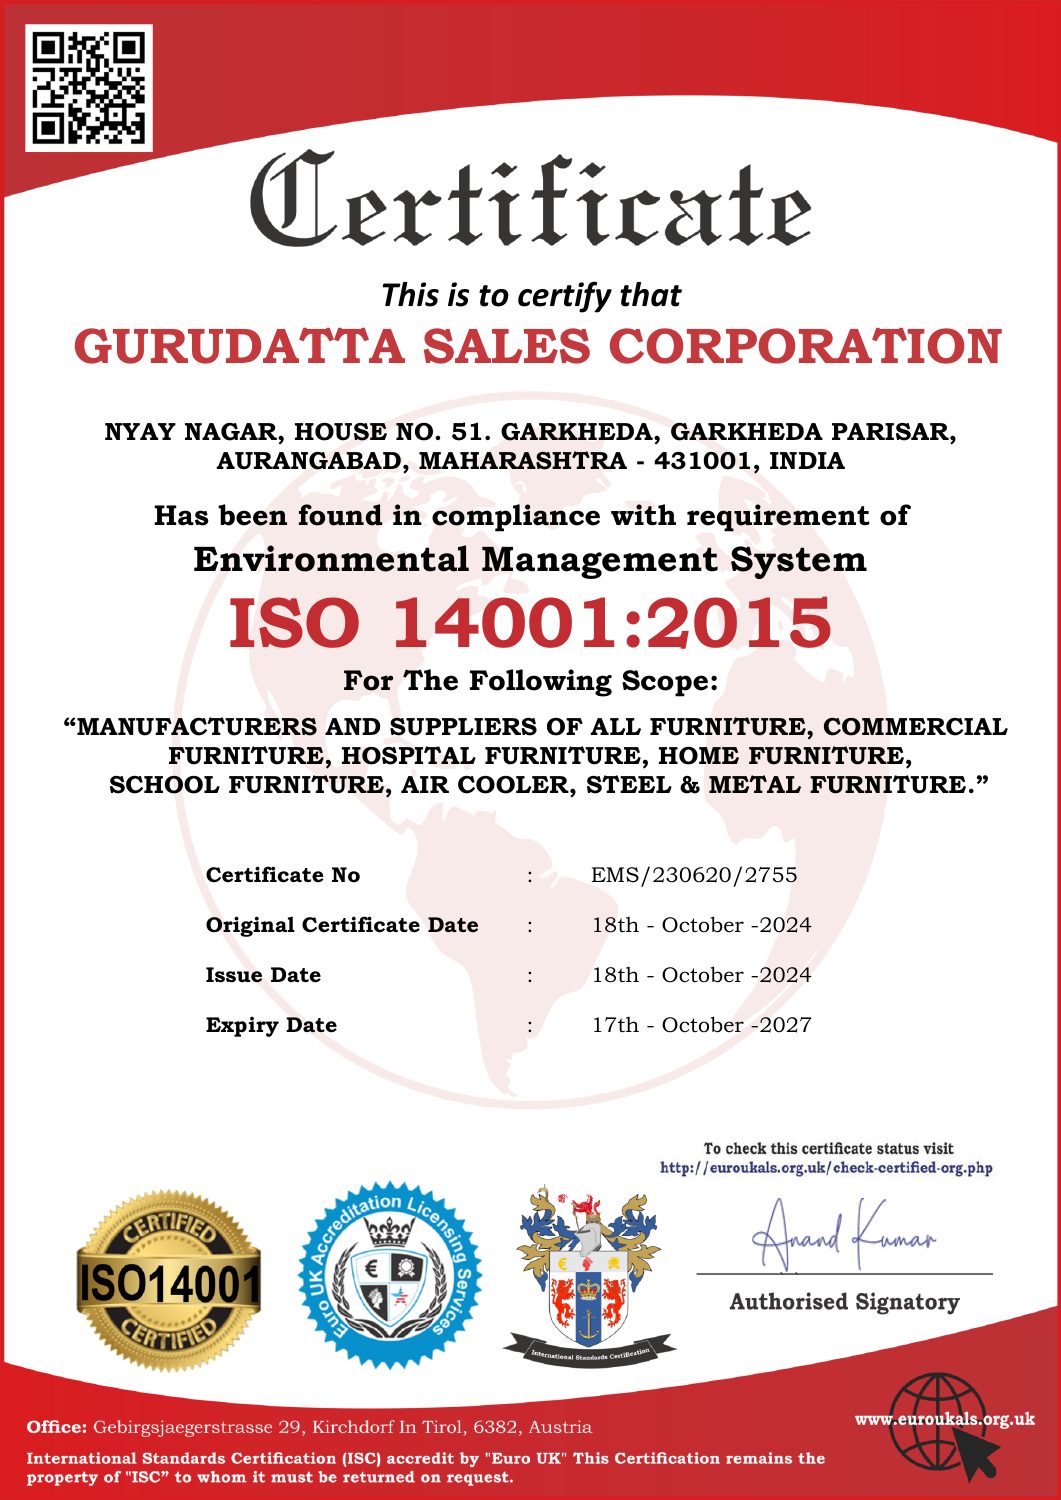 Certificate
This is to certify that
GURUDATTA SALES CORPORATION
NYAY NAGAR, HOUSE NO. 51. GARKHEDA, GARKHEDA PARISAR,
AURANGABAD, MAHARASHTRA - 431001, INDIA
Has been found in compliance with requirement of
Environmental Management System
ISO 14001:2015
For The Following Scope:
“MANUFACTURERS AND SUPPLIERS OF ALL FURNITURE, COMMERCIAL
FURNITURE, HOSPITAL FURNITURE, HOME FURNITURE,
SCHOOL FURNITURE, AIR COOLER, STEEL & METAL FURNITURE.”
Certificate No : EMS/230620/2755
Original Certificate Date : 18th - October -2024
Issue Date : 18th - October -2024
Expiry Date : 17th - October -2027
To check this certificate status visit
http://euroukals.org.uk/check-certified-org.php
CERTIFIED
ISO14001
CERTIFIED
Euro UK Accreditation Licensing Services
€
International Standards Certification
Anand Kumar
Authorised Signatory
Office: Gebirgsjaegerstrasse 29, Kirchdorf In Tirol, 6382, Austria
www.euroukals.org.uk
International Standards Certification (ISC) accredit by "Euro UK" This Certification remains the
property of "ISC” to whom it must be returned on request.